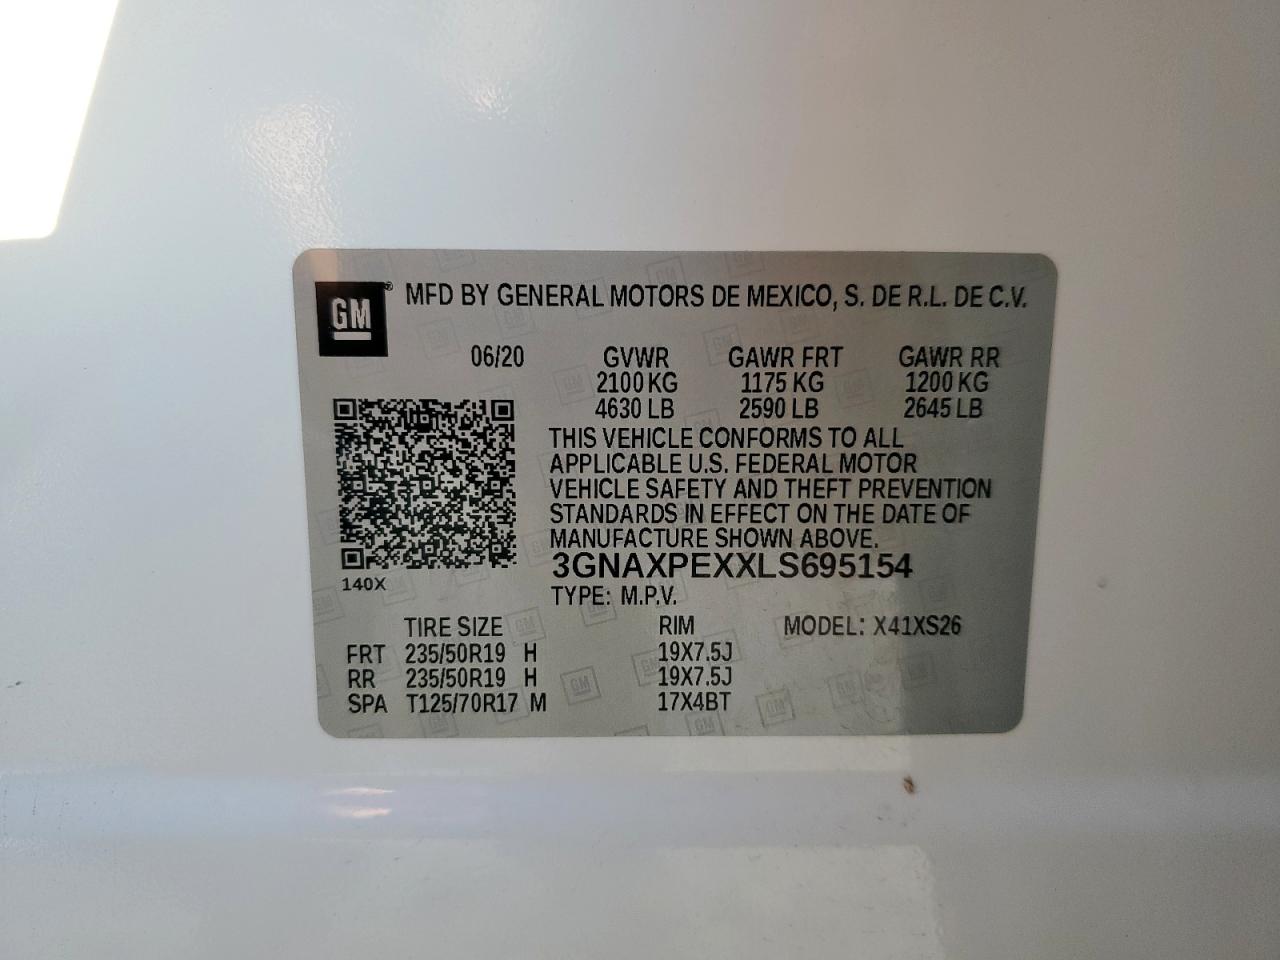 GM® MFD BY GENERAL MOTORS DE MEXICO, S. DE R.L. DE C.V.
06/20 GVWR GAWR FRT GAWR RR
2100 KG 1175 KG 1200 KG
4630 LB 2590 LB 2645 LB
THIS VEHICLE CONFORMS TO ALL
APPLICABLE U.S. FEDERAL MOTOR
VEHICLE SAFETY AND THEFT PREVENTION
STANDARDS IN EFFECT ON THE DATE OF
MANUFACTURE SHOWN ABOVE.
3GNAXPEXXLS695154
140X
TYPE: M.P.V.
TIRE SIZE RIM MODEL: X41XS26
FRT 235/50R19 H 19X7.5J
RR 235/50R19 H 19X7.5J
SPA T125/70R17 M 17X4BT